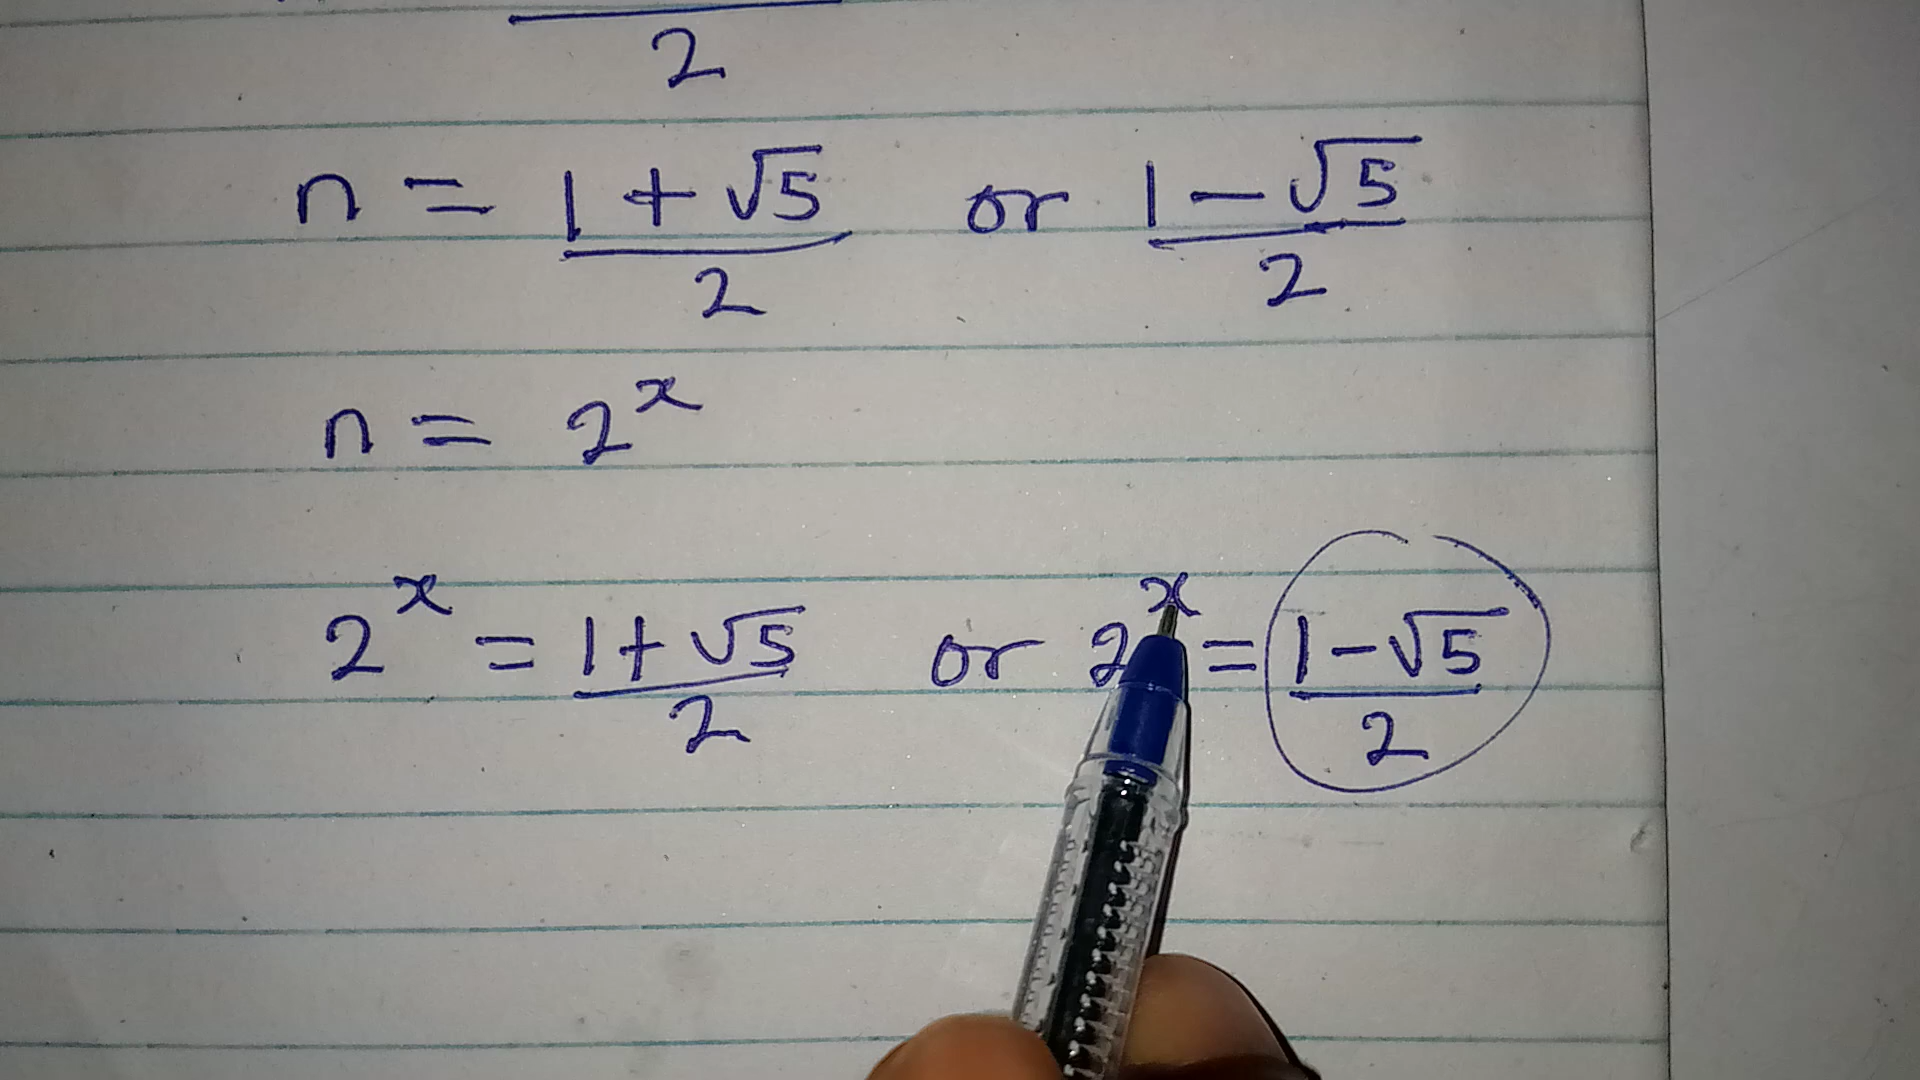 2
n = 1 + √5 / 2 or 1 - √5 / 2
n = 2^x
2^x = 1 + √5 / 2 or 2^x = 1 - √5 / 2